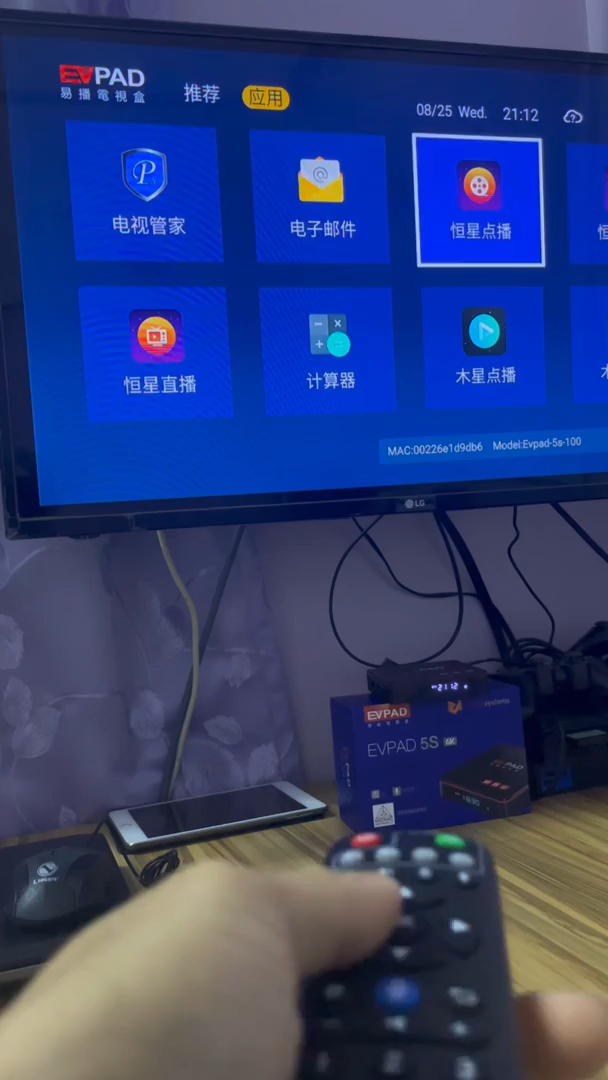 EVPAD
易播電視盒
推荐
应用
08/25 Wed. 21:12
电视管家
电子邮件
恒星点播
恒星直播
计算器
木星点播
MAC:00226e1d9db6 Model:Evpad-5s-100
LG
21:12
EVPAD
EVPAD 5S 6K